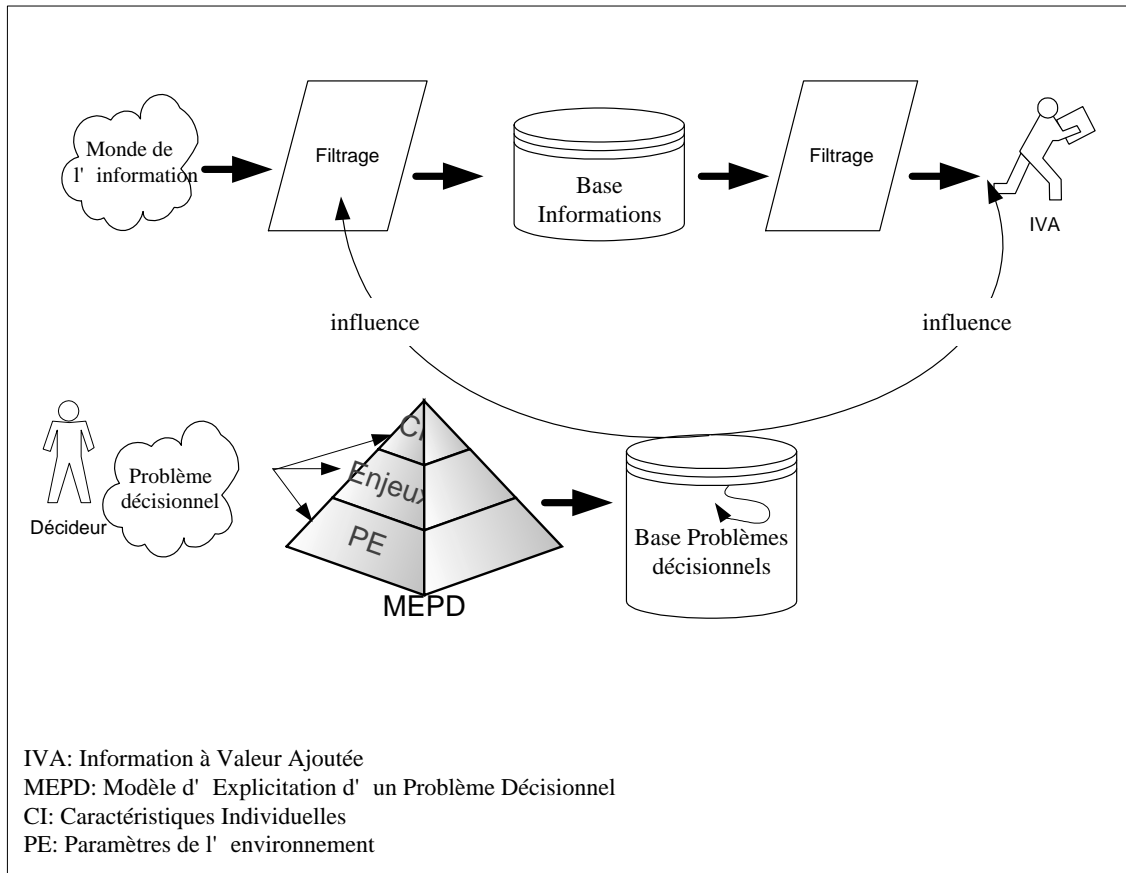 Monde de
l' information
Filtrage
Base
Informations
Filtrage
IVA
influence
influence
Décideur
Problème
décisionnel
CI
Enjeux
PE
MEPD
Base Problèmes
décisionnels
IVA: Information à Valeur Ajoutée
MEPD: Modèle d' Explicitation d' un Problème Décisionnel
CI: Caractéristiques Individuelles
PE: Paramètres de l' environnement